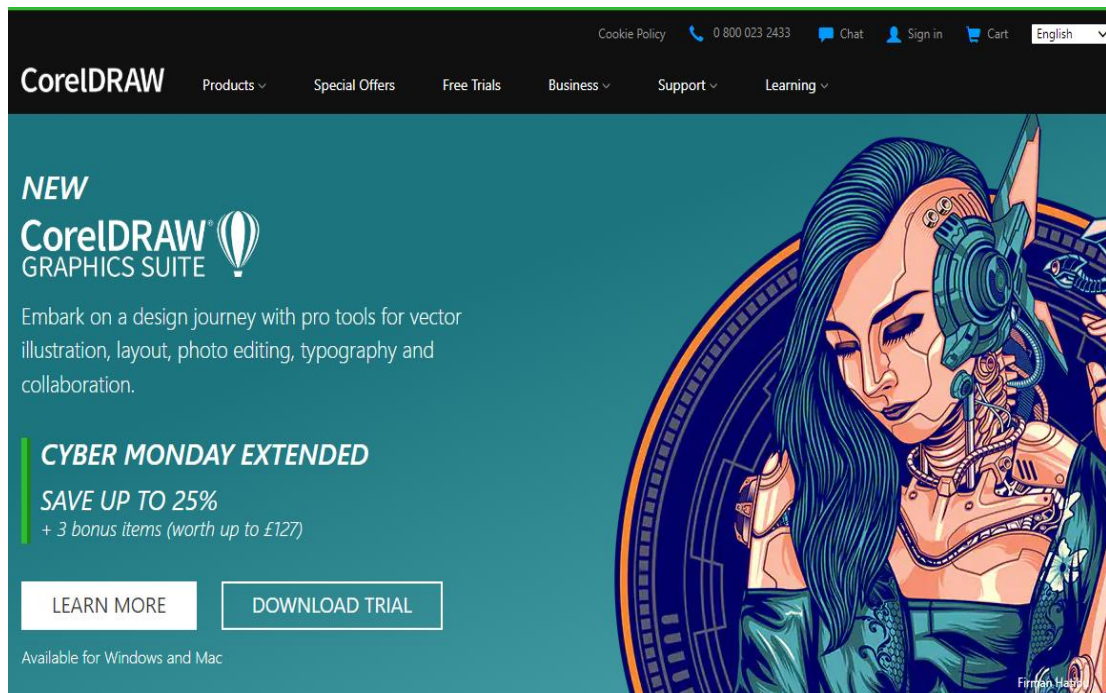 Cookie Policy 0 800 023 2433 Chat Sign in Cart English
CorelDRAW Products Special Offers Free Trials Business Support Learning
NEW
CorelDRAW®
GRAPHICS SUITE
Embark on a design journey with pro tools for vector
illustration, layout, photo editing, typography and
collaboration.
CYBER MONDAY EXTENDED
SAVE UP TO 25%
+ 3 bonus items (worth up to £127)
LEARN MORE DOWNLOAD TRIAL
Available for Windows and Mac
Firman�